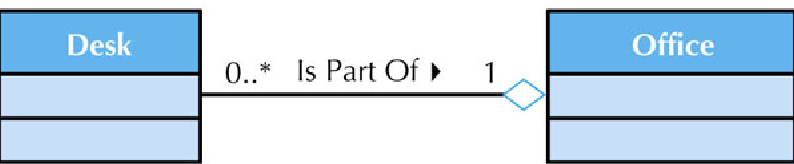 Desk
0..* Is Part Of ▶ 1
Office